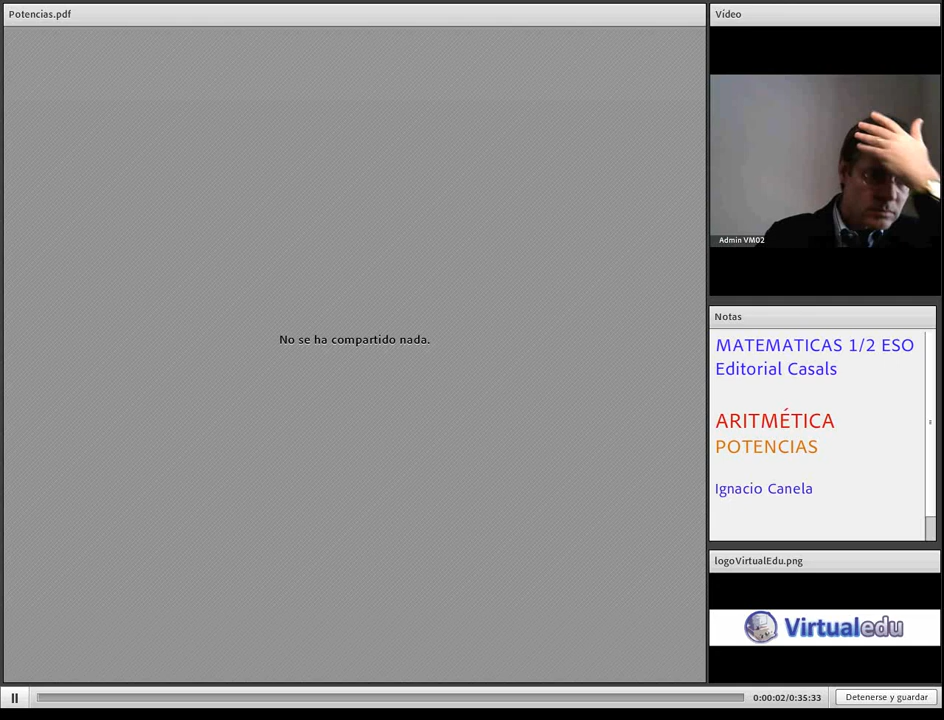 Potencias.pdf
No se ha compartido nada.
Vídeo
Admin VM02
Notas
MATEMATICAS 1/2 ESO
Editorial Casals
ARITMÉTICA
POTENCIAS
Ignacio Canela
logoVirtualEdu.png
Virtualedu
0:00:02/0:35:33
Detenerse y guardar